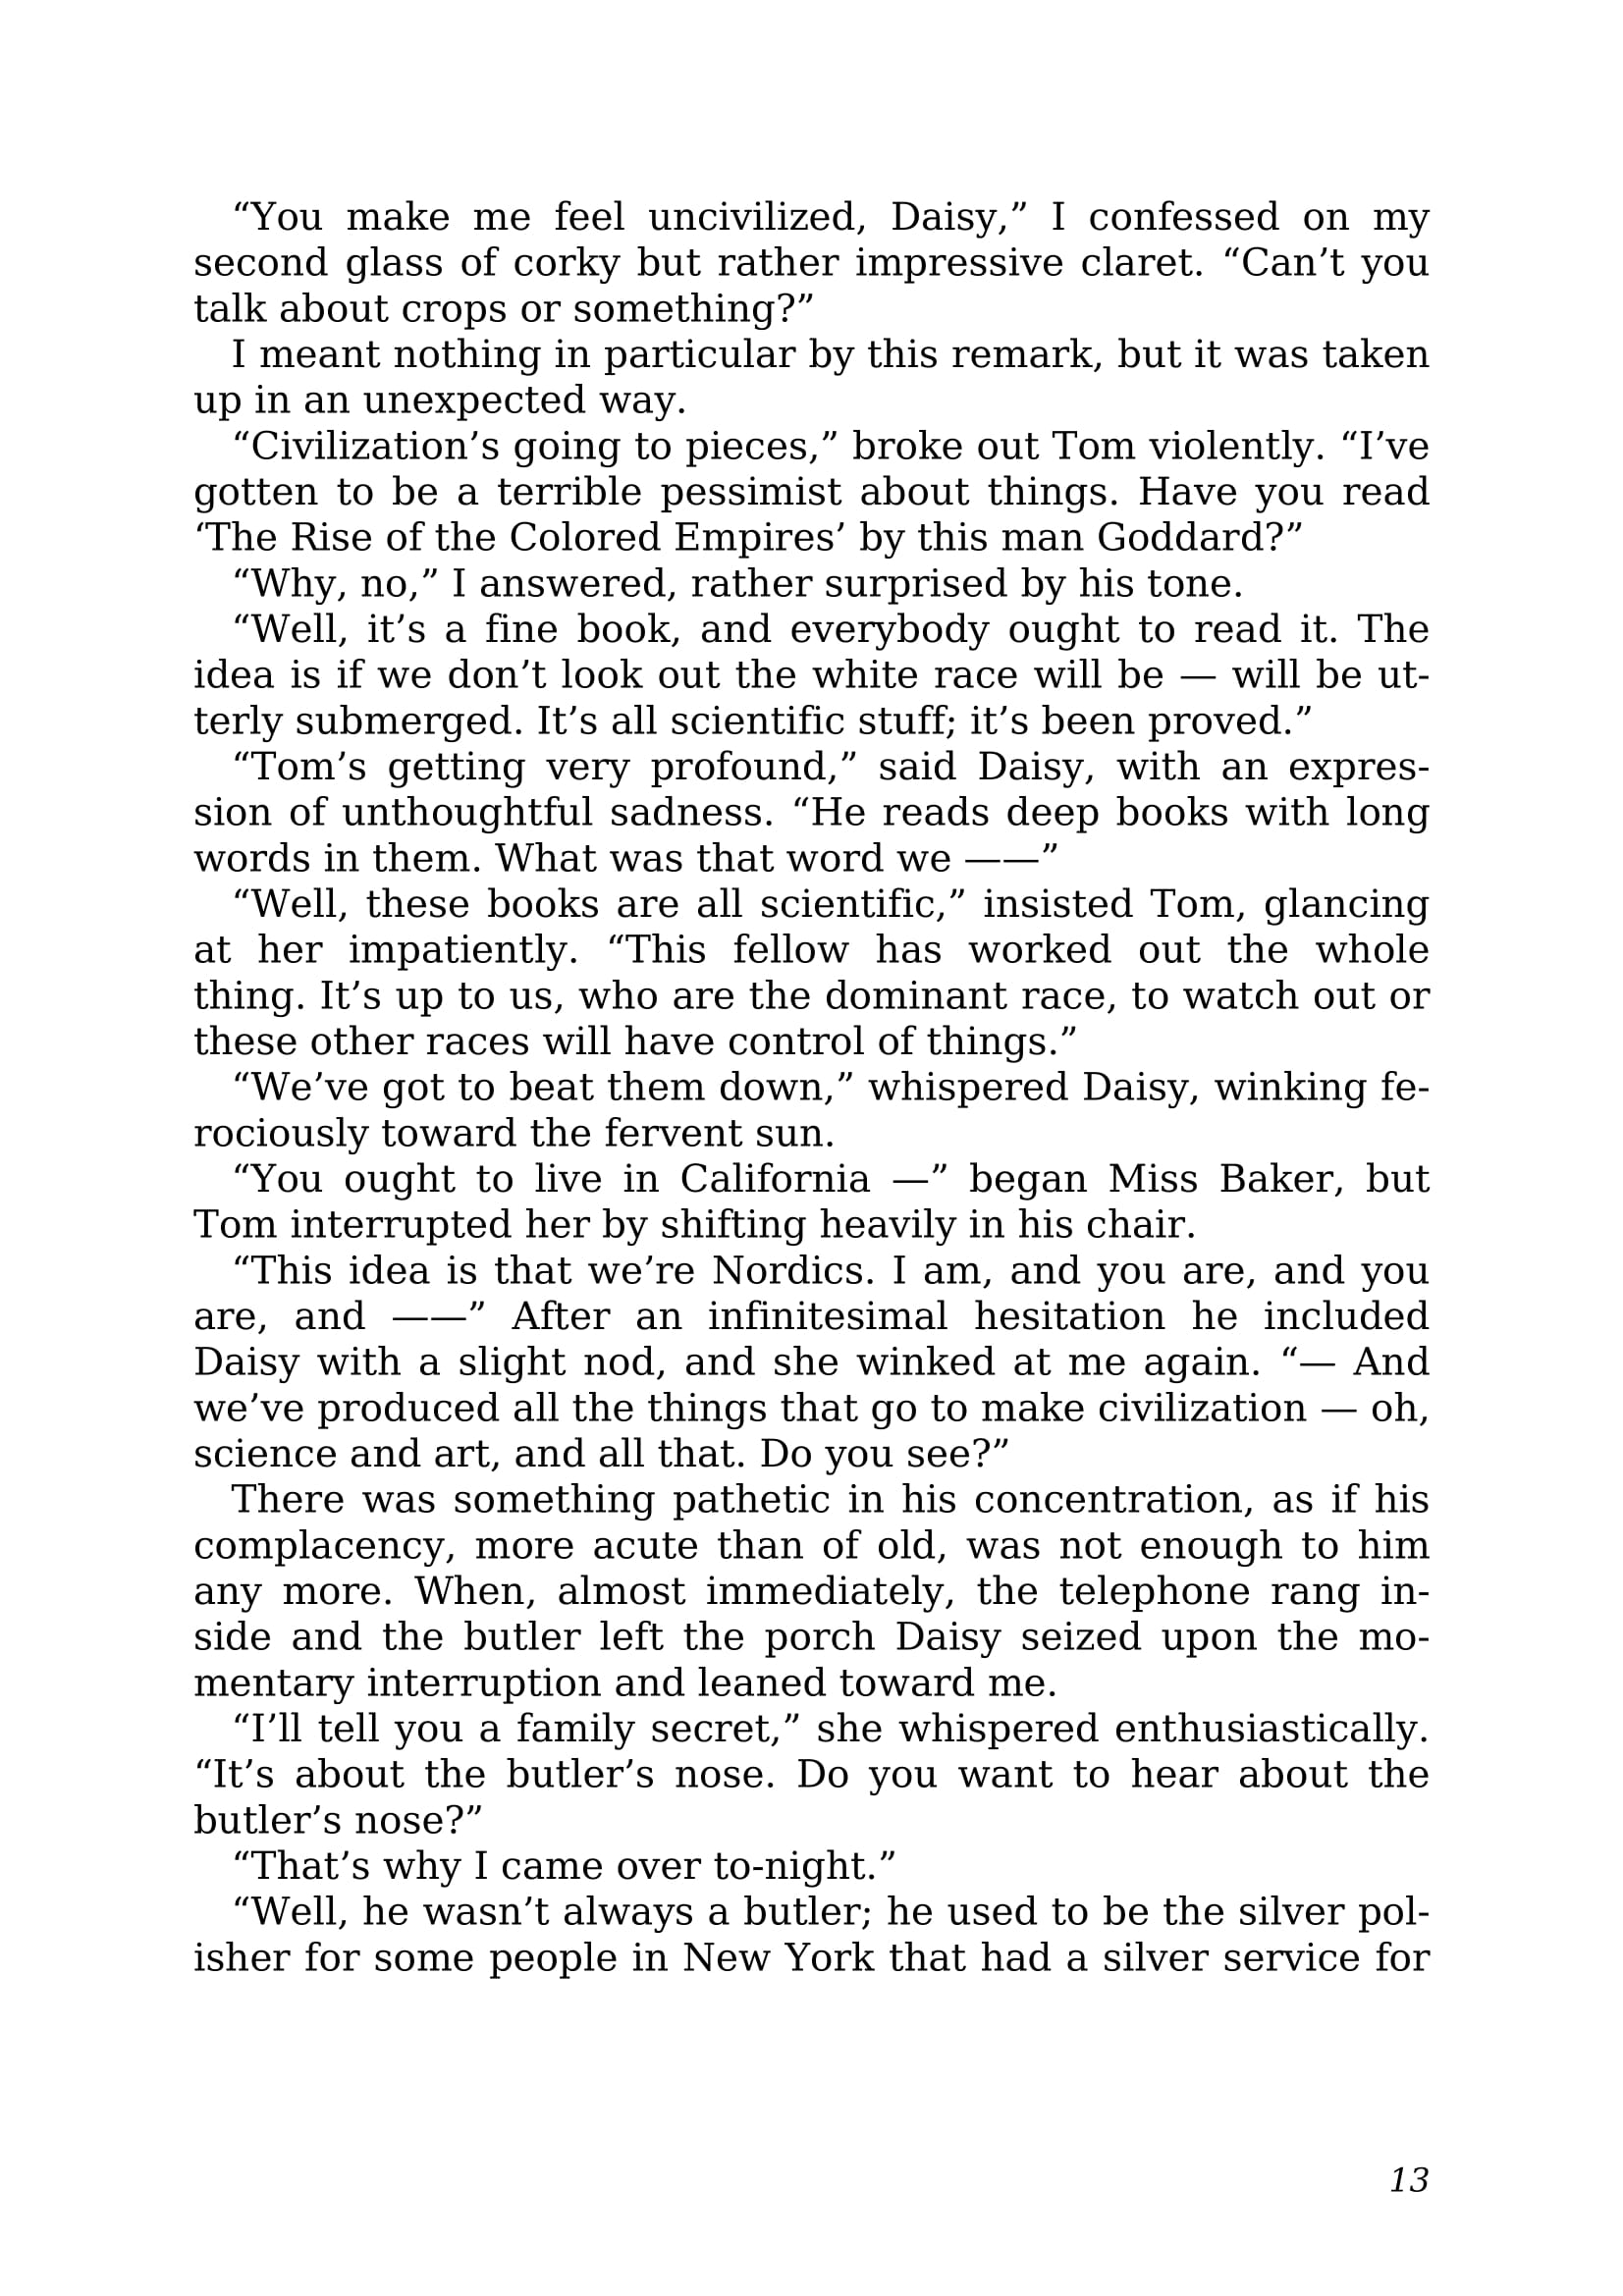 “You make me feel uncivilized, Daisy,” I confessed on my
second glass of corky but rather impressive claret. “Can’t you
talk about crops or something?”
I meant nothing in particular by this remark, but it was taken
up in an unexpected way.
“Civilization’s going to pieces,” broke out Tom violently. “I’ve
gotten to be a terrible pessimist about things. Have you read
‘The Rise of the Colored Empires’ by this man Goddard?”
“Why, no,” I answered, rather surprised by his tone.
“Well, it’s a fine book, and everybody ought to read it. The
idea is if we don’t look out the white race will be — will be ut-
terly submerged. It’s all scientific stuff; it’s been proved.”
“Tom’s getting very profound,” said Daisy, with an expres-
sion of unthoughtful sadness. “He reads deep books with long
words in them. What was that word we ——”
“Well, these books are all scientific,” insisted Tom, glancing
at her impatiently. “This fellow has worked out the whole
thing. It’s up to us, who are the dominant race, to watch out or
these other races will have control of things.”
“We’ve got to beat them down,” whispered Daisy, winking fe-
rociously toward the fervent sun.
“You ought to live in California —” began Miss Baker, but
Tom interrupted her by shifting heavily in his chair.
“This idea is that we’re Nordics. I am, and you are, and you
are, and ——” After an infinitesimal hesitation he included
Daisy with a slight nod, and she winked at me again. “— And
we’ve produced all the things that go to make civilization — oh,
science and art, and all that. Do you see?”
There was something pathetic in his concentration, as if his
complacency, more acute than of old, was not enough to him
any more. When, almost immediately, the telephone rang in-
side and the butler left the porch Daisy seized upon the mo-
mentary interruption and leaned toward me.
“I’ll tell you a family secret,” she whispered enthusiastically.
“It’s about the butler’s nose. Do you want to hear about the
butler’s nose?”
“That’s why I came over to-night.”
“Well, he wasn’t always a butler; he used to be the silver pol-
isher for some people in New York that had a silver service for
13